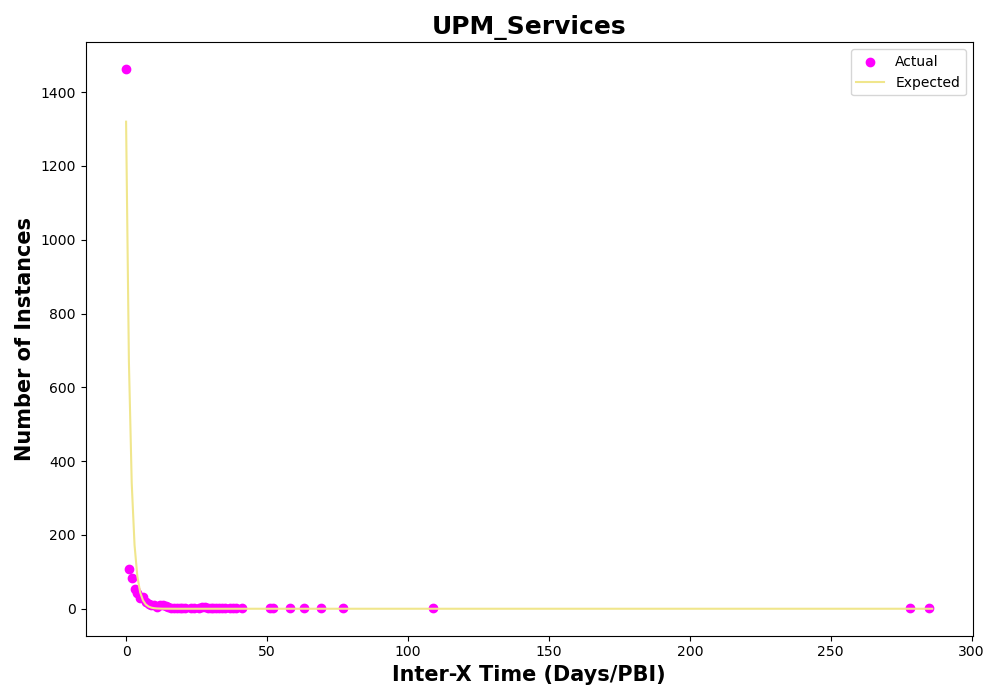 UPM_Services
Actual
Expected
Number of Instances
1400
1200
1000
800
600
400
200
0
0 50 100 150 200 250 300
Inter-X Time (Days/PBI)